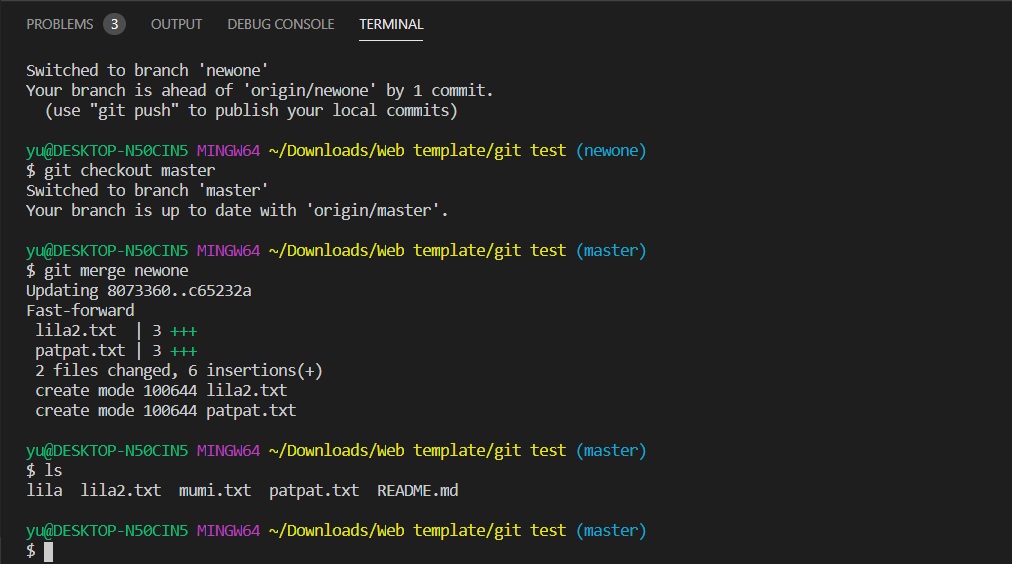 PROBLEMS 3 OUTPUT DEBUG CONSOLE TERMINAL
Switched to branch 'newone'
Your branch is ahead of 'origin/newone' by 1 commit.
  (use "git push" to publish your local commits)
yu@DESKTOP-N50CIN5 MINGW64 ~/Downloads/Web template/git test (newone)
$ git checkout master
Switched to branch 'master'
Your branch is up to date with 'origin/master'.
yu@DESKTOP-N50CIN5 MINGW64 ~/Downloads/Web template/git test (master)
$ git merge newone
Updating 8073360..c65232a
Fast-forward
 lila2.txt  | 3 +++
 patpat.txt | 3 +++
 2 files changed, 6 insertions(+)
 create mode 100644 lila2.txt
 create mode 100644 patpat.txt
yu@DESKTOP-N50CIN5 MINGW64 ~/Downloads/Web template/git test (master)
$ ls
lila  lila2.txt  mumi.txt  patpat.txt  README.md
yu@DESKTOP-N50CIN5 MINGW64 ~/Downloads/Web template/git test (master)
$